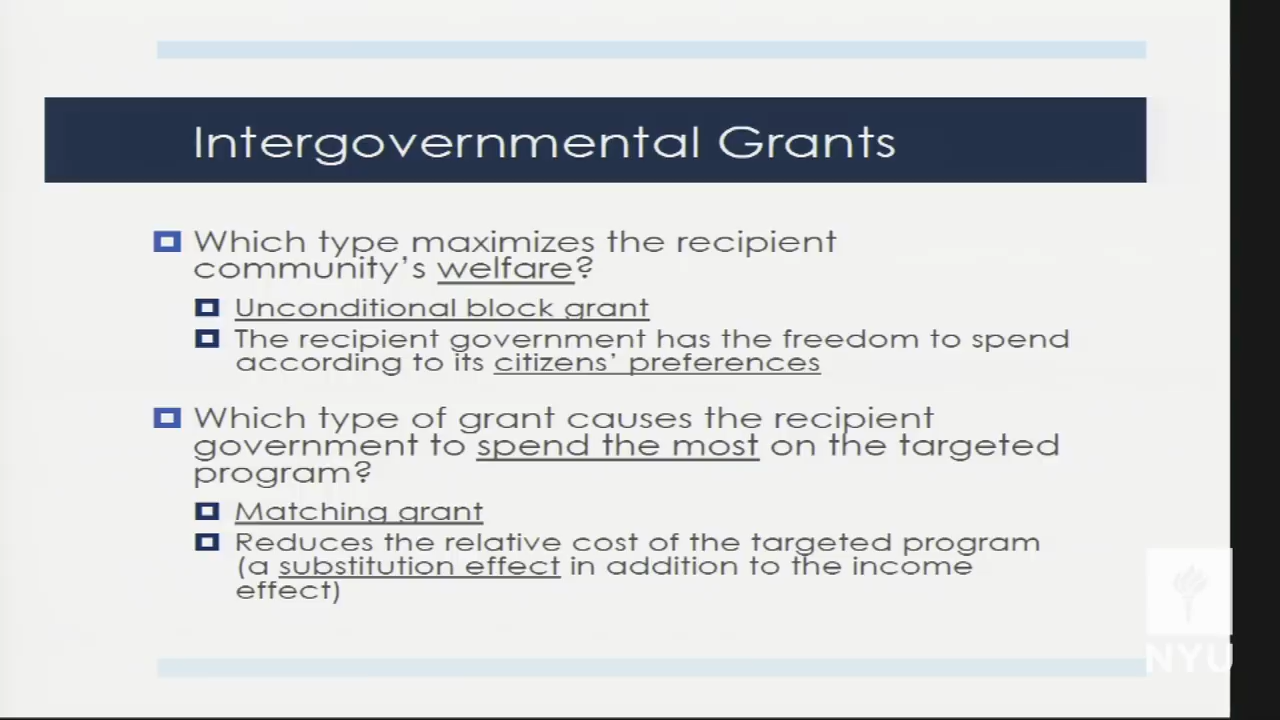 Intergovernmental Grants
Which type maximizes the recipient
community's welfare?
Unconditional block grant
The recipient government has the freedom to spend
according to its citizens' preferences
Which type of grant causes the recipient
government to spend the most on the targeted
program?
Matching grant
Reduces the relative cost of the targeted program
(a substitution effect in addition to the income
effect)
NYU